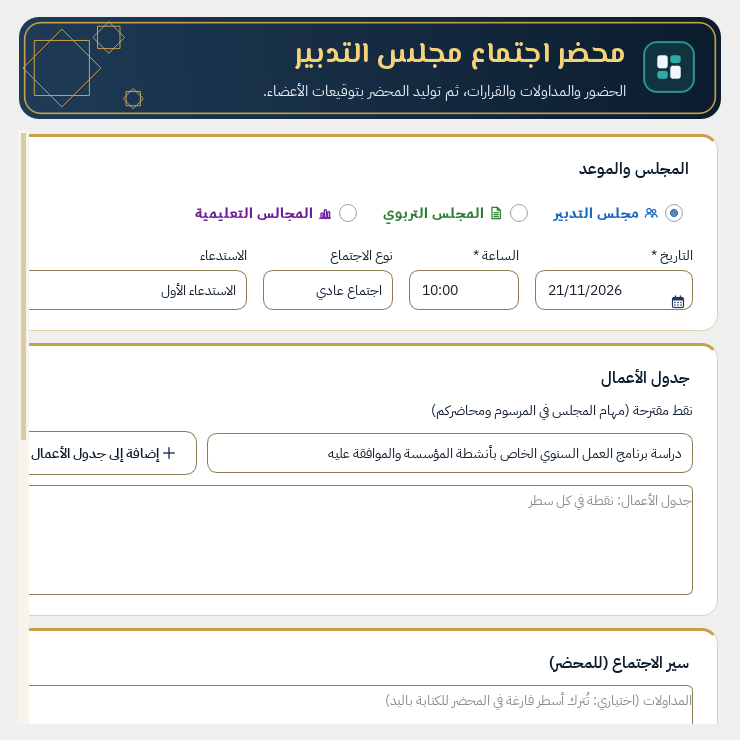 محضر اجتماع مجلس التدبير
الحضور والمداولات والقرارات، ثم توليد المحضر بتوقيعات الأعضاء.
المجلس والموعد
مجلس التدبير
المجلس التربوي
المجالس التعليمية
التاريخ *
الساعة *
نوع الاجتماع
الاستدعاء
21/11/2026
10:00
اجتماع عادي
الاستدعاء الأول
جدول الأعمال
نقط مقترحة (مهام المجلس في المرسوم ومحاضركم)
دراسة برنامج العمل السنوي الخاص بأنشطة المؤسسة والموافقة عليه
إضافة إلى جدول الأعمال
جدول الأعمال: نقطة في كل سطر
سير الاجتماع (للمحضر)
المداولات (اختياري: تُترك أسطر فارغة في المحضر للكتابة باليد)